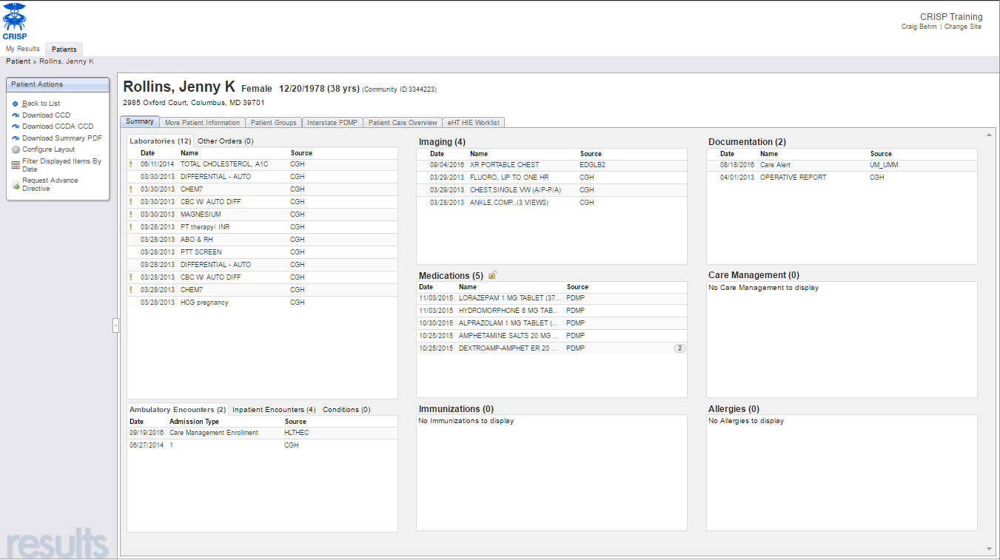 CRISP
CRISP Training
Craig Behm | Change Site
My Results Patients
Patient » Rollins, Jenny K
Patient Actions
Back to List
Download CCD
Download CCDA CCD
Download Summary PDF
Configure Layout
Filter Displayed Items By
Date
Request Advance
Directive
results
Rollins, Jenny K Female 12/20/1978 (38 yrs) (Community ID:3344223)
2985 Oxford Court, Columbus, MD 39701
Summary More Patient Information Patient Groups Interstate PDMP Patient Care Overview eHT HIE Worklist
Laboratories (12) Other Orders (0)
Date Name Source
06/11/2014 TOTAL CHOLESTEROL, A1C CGH
03/30/2013 DIFFERENTIAL - AUTO CGH
03/30/2013 CHEM7 CGH
03/30/2013 CBC W/ AUTO DIFF CGH
03/30/2013 MAGNESIUM CGH
03/28/2013 PT therapy/ INR CGH
03/28/2013 ABO & RH CGH
03/28/2013 PTT SCREEN CGH
03/28/2013 DIFFERENTIAL - AUTO CGH
03/28/2013 CBC W/ AUTO DIFF CGH
03/28/2013 CHEM7 CGH
03/28/2013 HCG pregnancy CGH
Imaging (4)
Date Name Source
09/04/2016 XR PORTABLE CHEST EDGLB2
03/29/2013 FLUORO, UP TO ONE HR CGH
03/29/2013 CHEST,SINGLE VW (A/P-P/A) CGH
03/28/2013 ANKLE,COMP.,(3 VIEWS) CGH
Documentation (2)
Date Name Source
08/18/2016 Care Alert UM_UMM
04/01/2013 OPERATIVE REPORT CGH
Medications (5)
Date Name Source
11/03/2015 LORAZEPAM 1 MG TABLET (37... PDMP
11/03/2015 HYDROMORPHONE 8 MG TAB... PDMP
10/30/2015 ALPRAZOLAM 1 MG TABLET (... PDMP
10/25/2015 AMPHETAMINE SALTS 20 MG ... PDMP
10/25/2015 DEXTROAMP-AMPHET ER 20 ... PDMP 2
Care Management (0)
No Care Management to display
Ambulatory Encounters (2) Inpatient Encounters (4) Conditions (0)
Date Admission Type Source
09/19/2016 Care Management Enrollment HLTHEC
06/27/2014 1 CGH
Immunizations (0)
No Immunizations to display
Allergies (0)
No Allergies to display